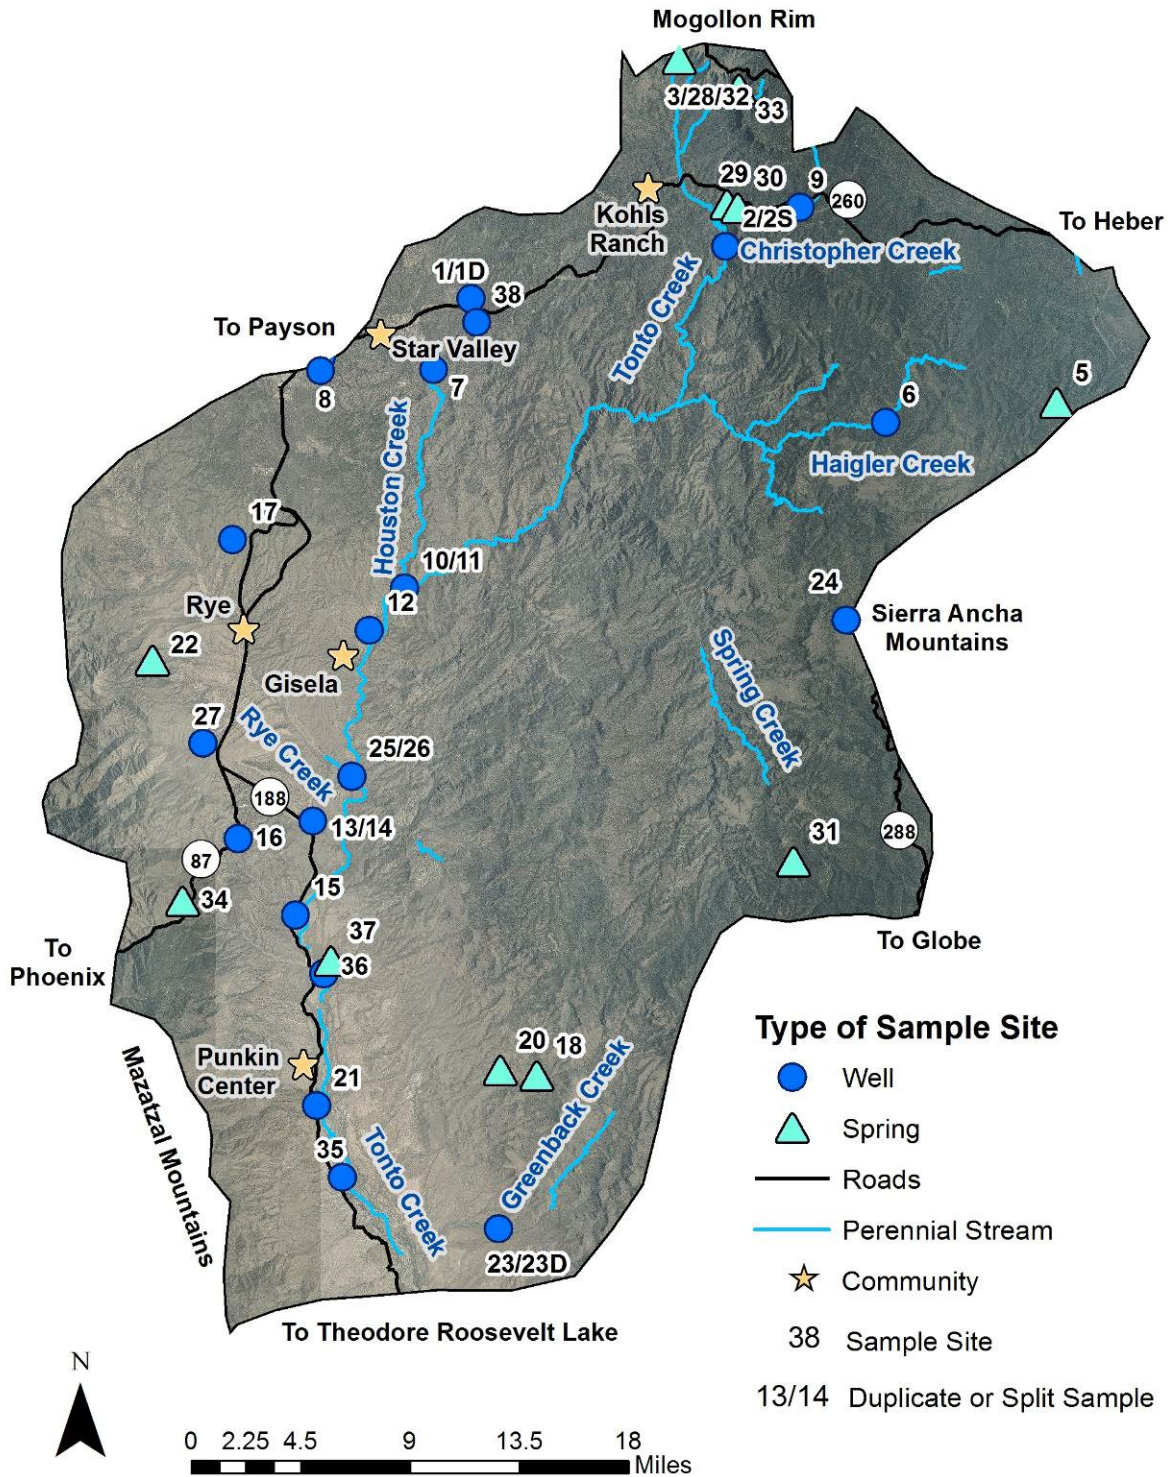 Mogollon Rim
3/28/32
33
29
30
9
260
Kohls
Ranch
2/2S
To Heber
Christopher Creek
1/1D
38
To Payson
Star Valley
Tonto Creek
8
7
5
6
Haigler Creek
Houston Creek
17
10/11
24
12
Rye
Sierra Ancha
Mountains
22
Gisela
Spring Creek
27
Rye Creek
25/26
188
13/14
16
31
288
87
15
34
37
To Globe
To
Phoenix
36
Type of Sample Site
Mazatzal Mountains
Punkin
Center
20
18
Well
21
Greenback Creek
Spring
35
Tonto Creek
Roads
Perennial Stream
23/23D
Community
To Theodore Roosevelt Lake
38 Sample Site
N
13/14 Duplicate or Split Sample
0 2.25 4.5 9 13.5 18
Miles